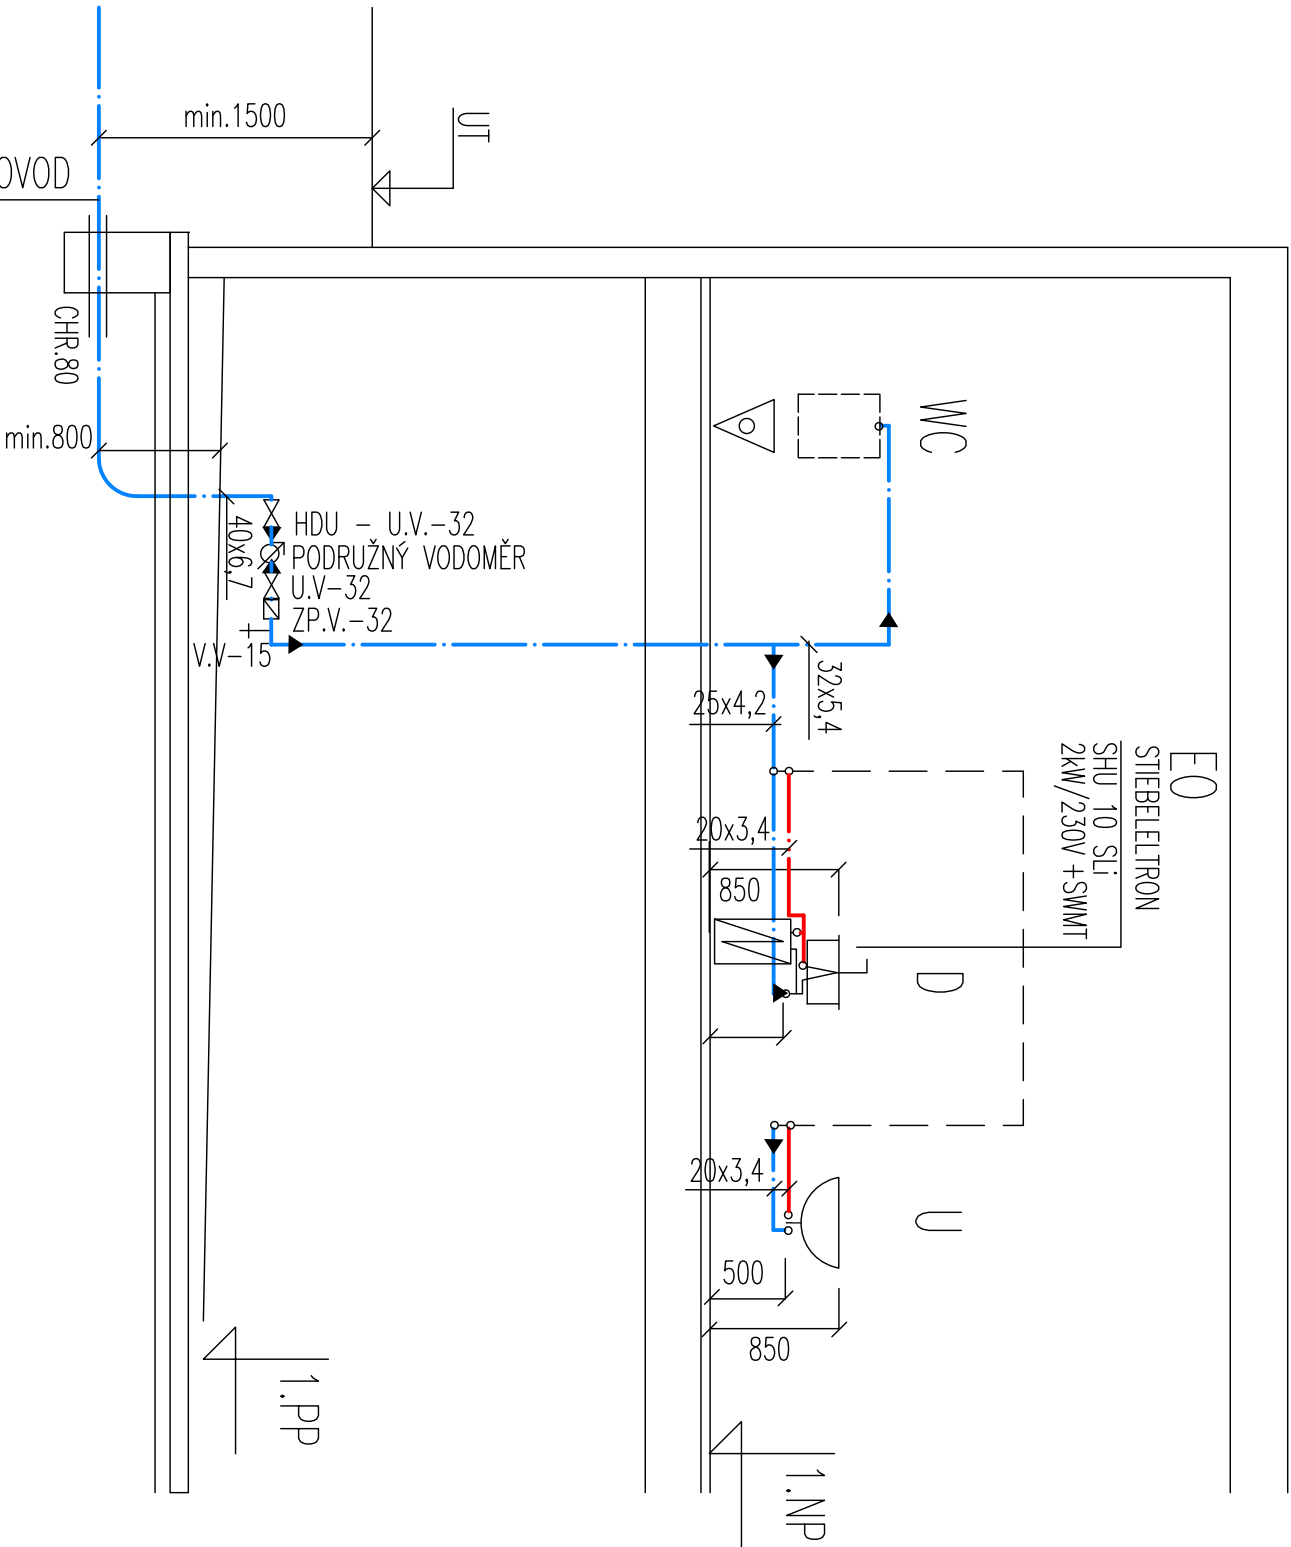 min.1500
UT
OVOD
CHR.80
min.800
40x6,7
HDU - U.V.-32
PODRUŽNÝ VODOMĚR
U.V-32
ZP.V.-32
V.V-15
WC
32x5,4
25x4,2
EO
STIEBELELTRON
SHU 10 SLi
2kW/230V +SWMT
20x3,4
850
D
20x3,4
U
500
850
1.PP
1.NP